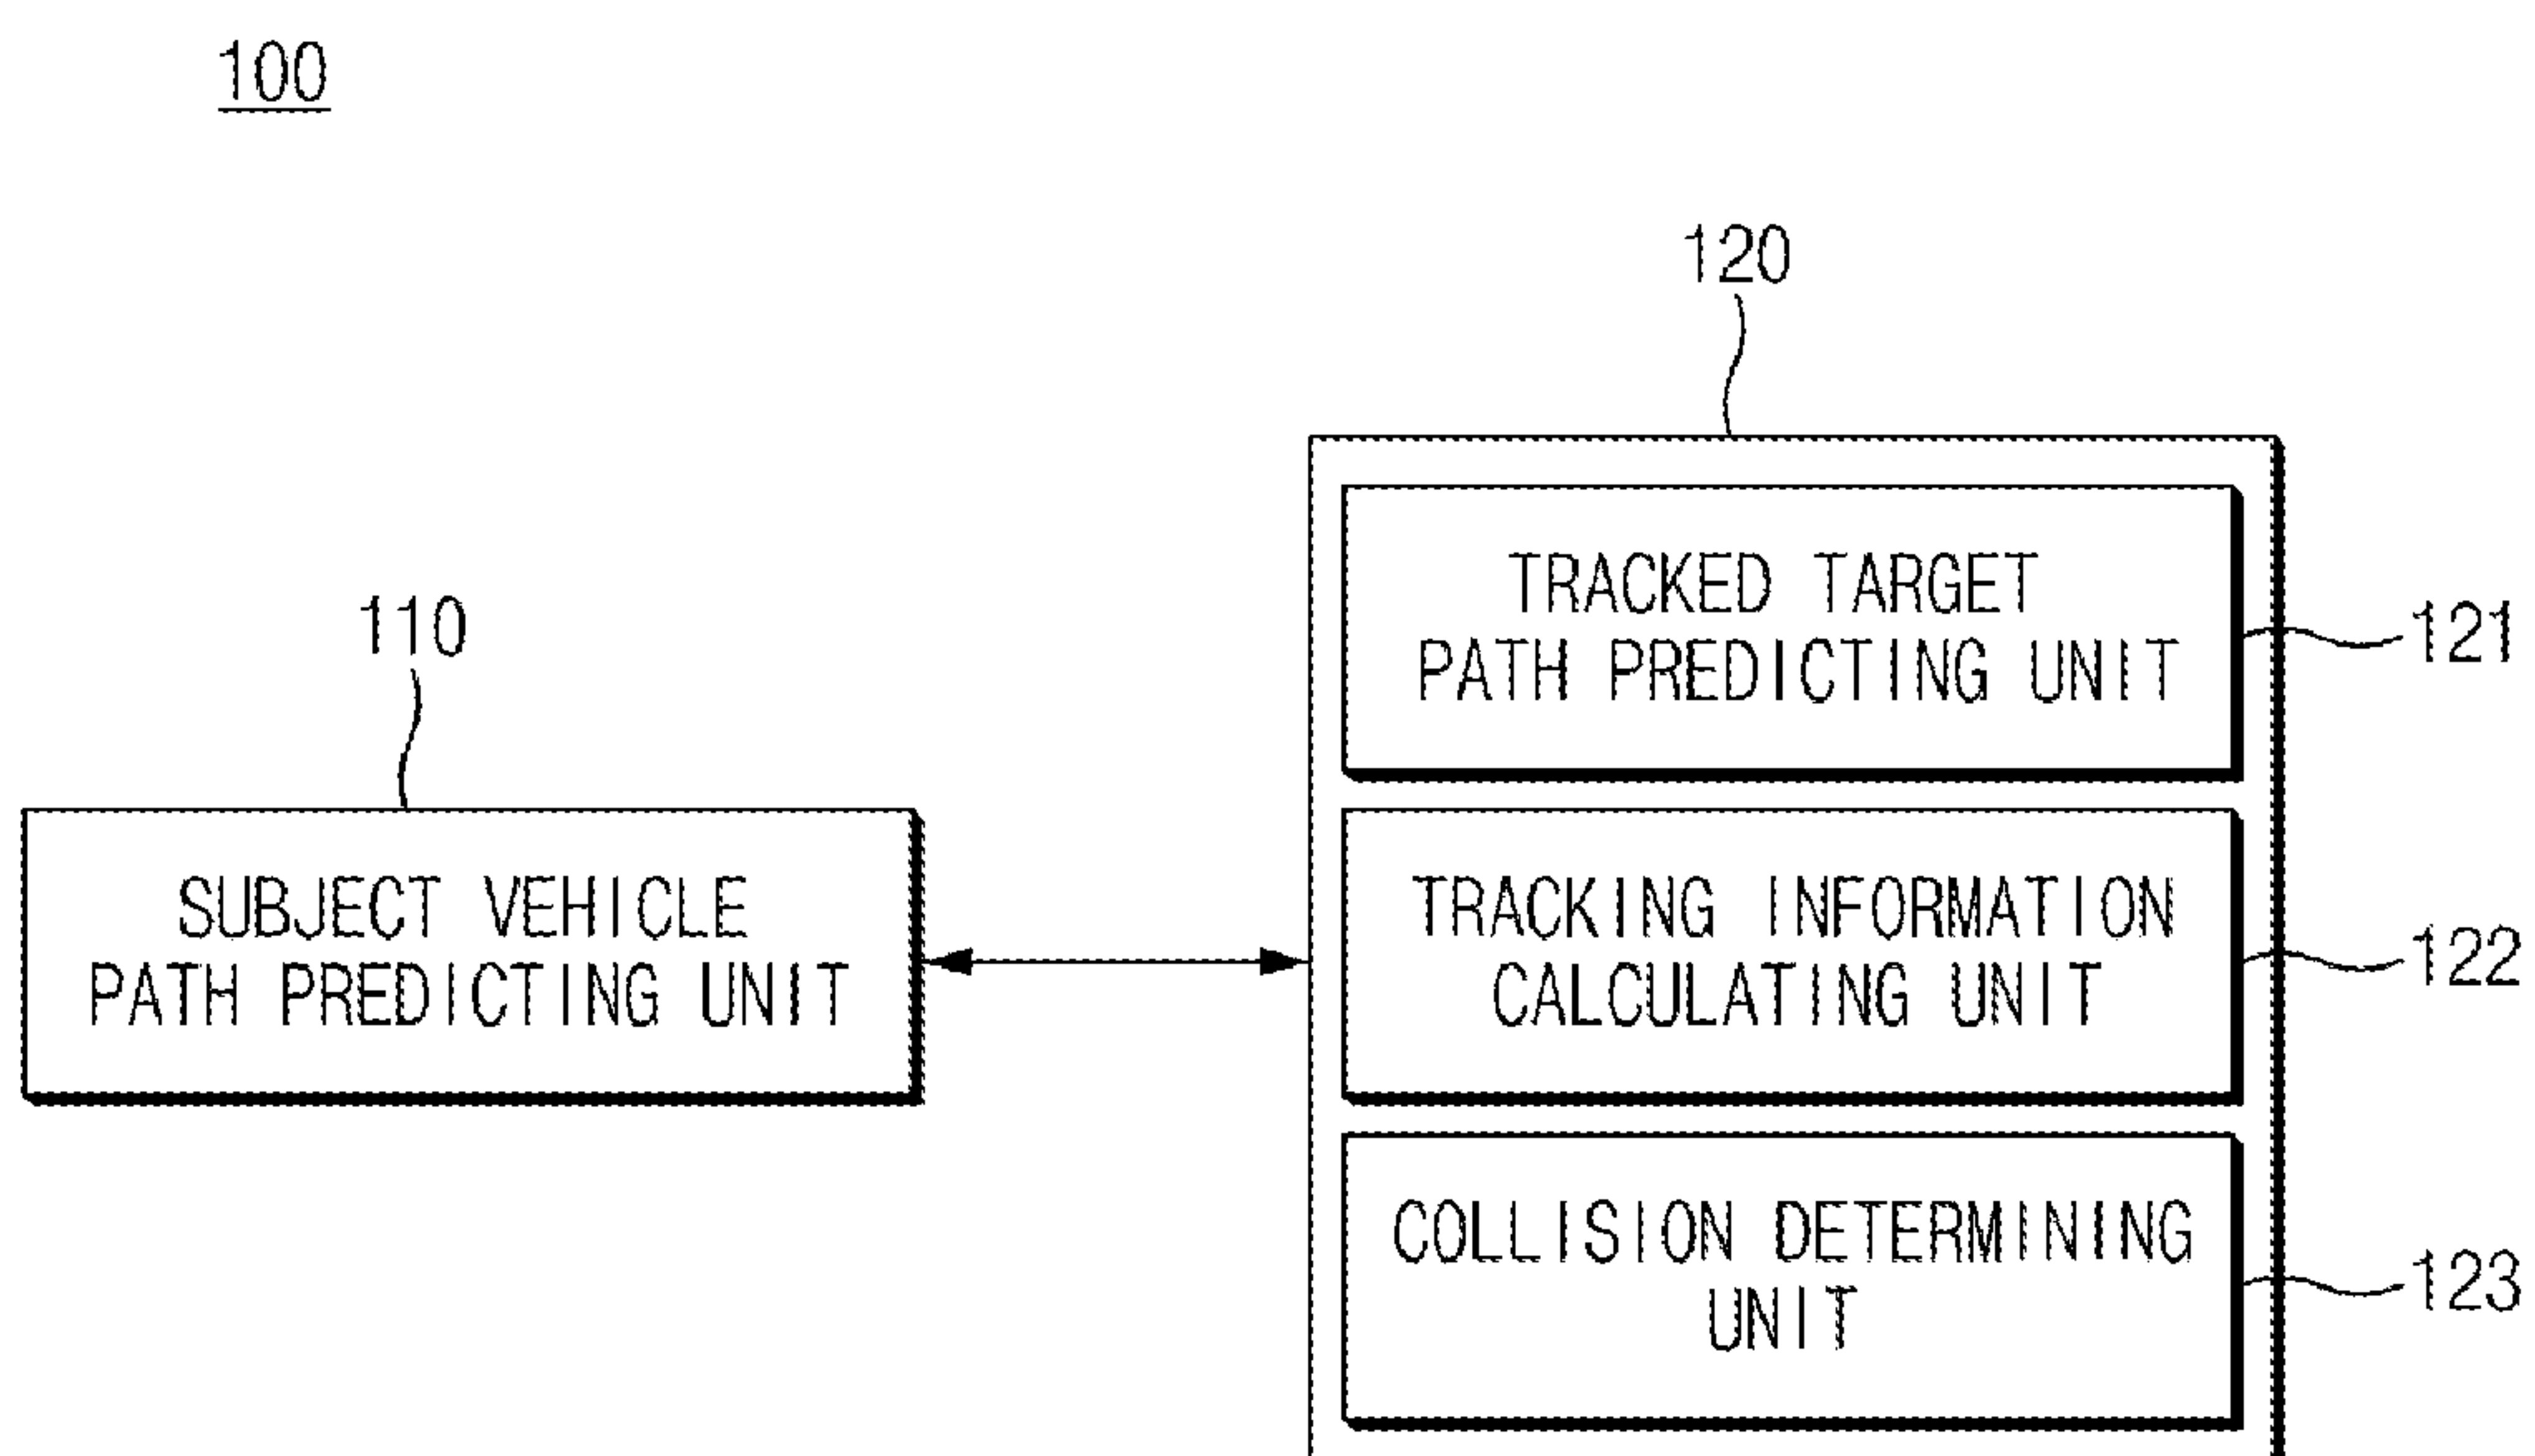 100
120
TRACKED TARGET
PATH PREDICTING UNIT
121
110
SUBJECT VEHICLE
PATH PREDICTING UNIT
TRACKING INFORMATION
CALCULATING UNIT
122
COLLISION DETERMINING
UNIT
123